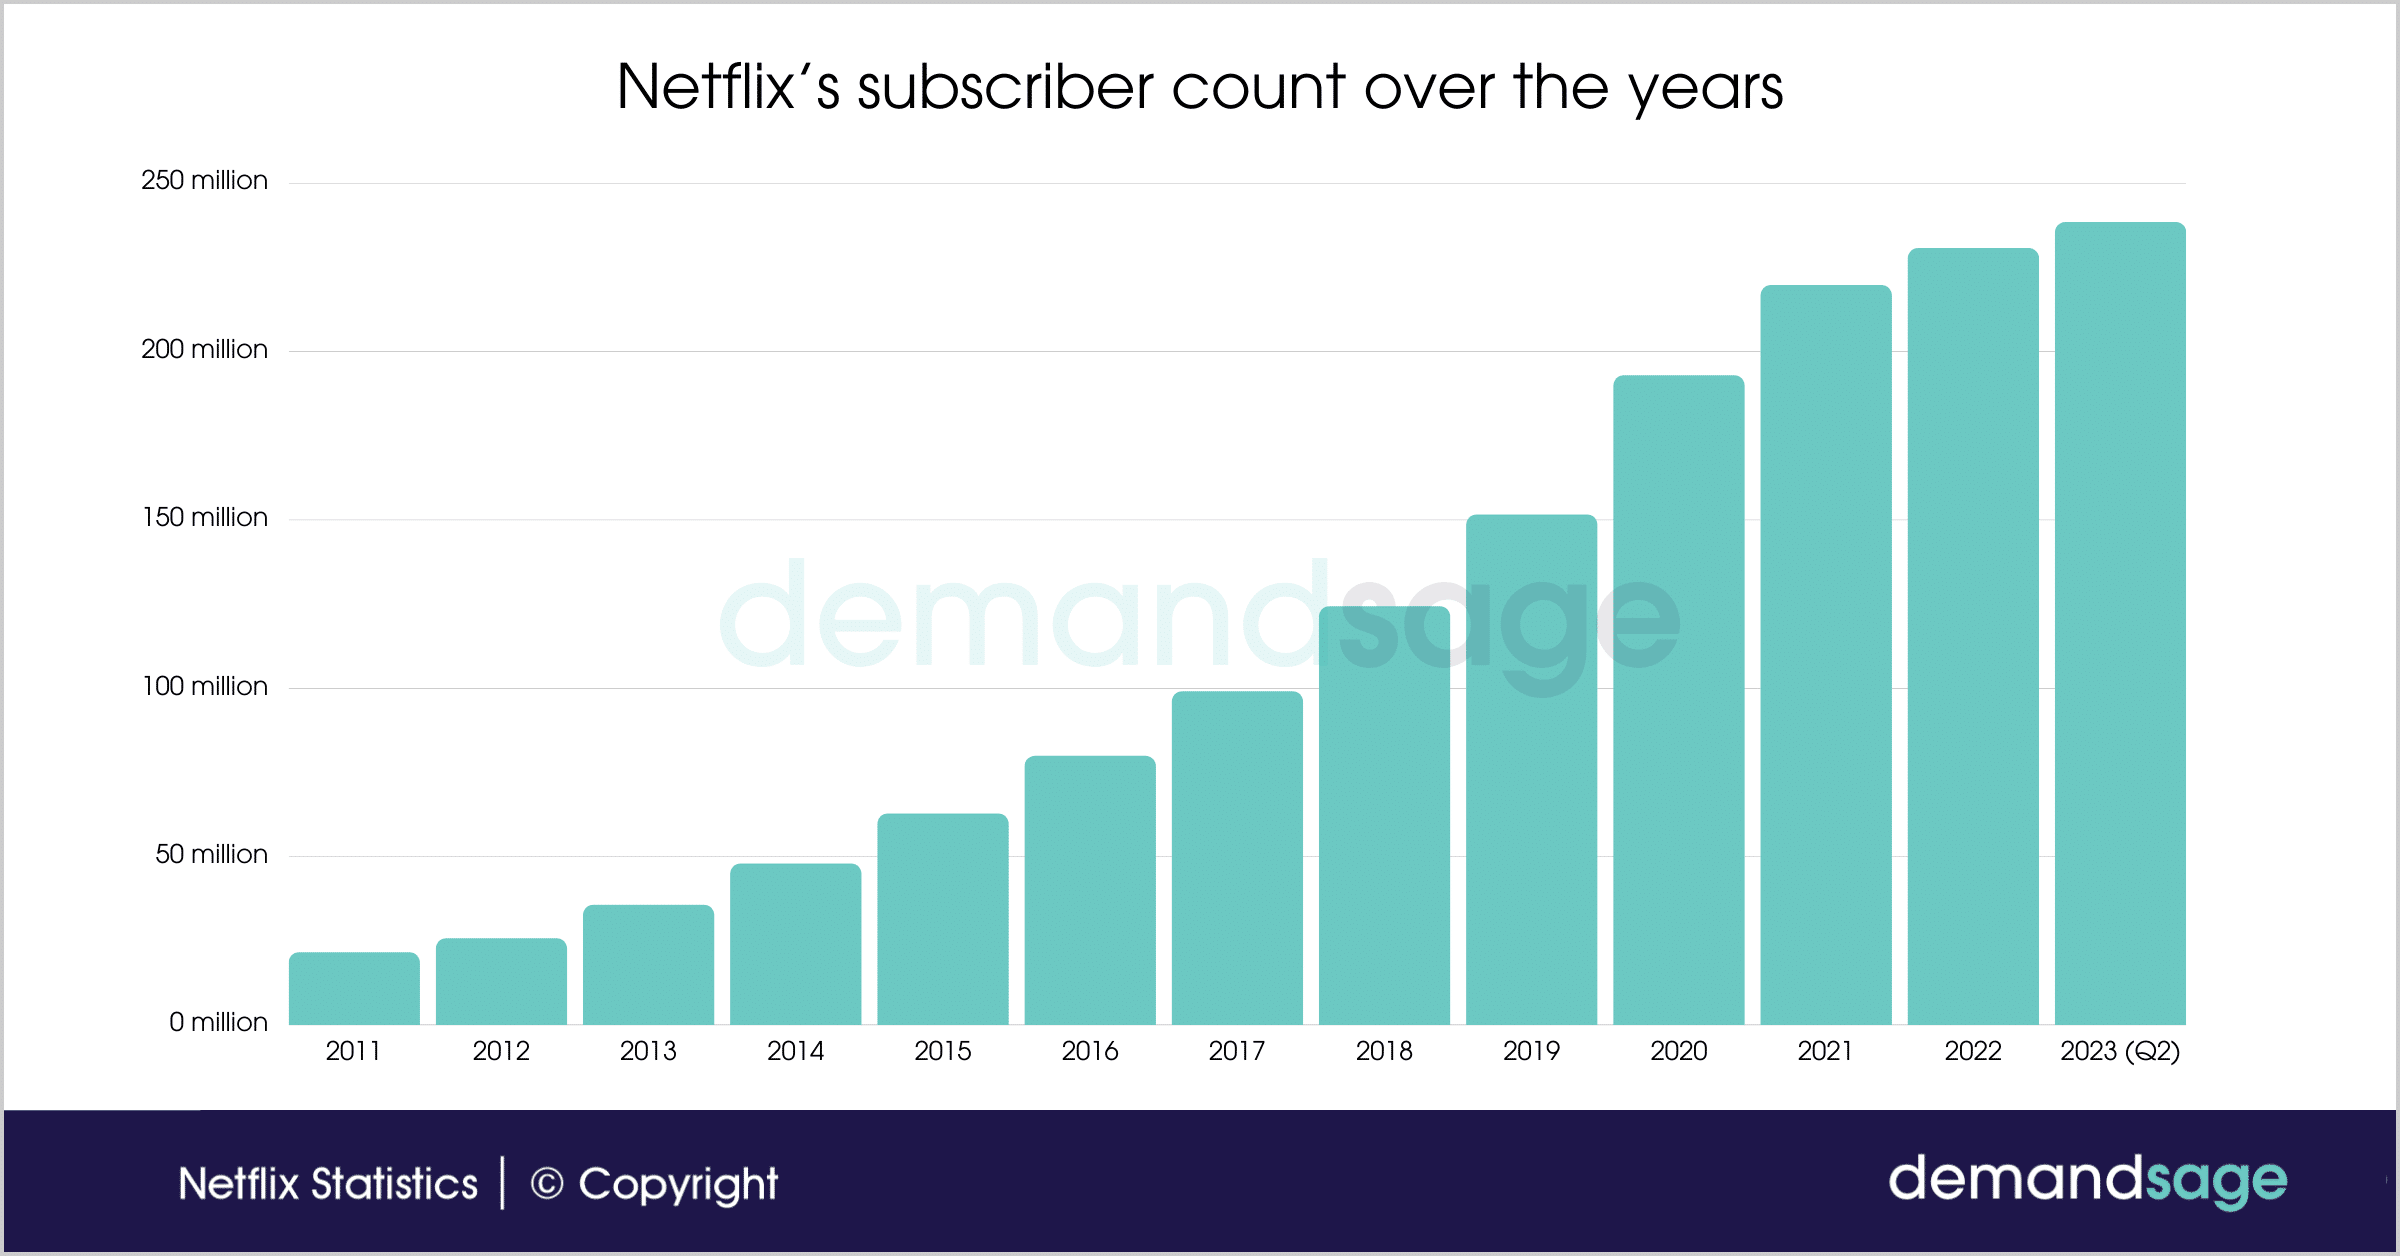 Netflix‘s subscriber count over the years
250 million
200 million
150 million
100 million
50 million
0 million
demandsage
2011 2012 2013 2014 2015 2016 2017 2018 2019 2020 2021 2022 2023 (Q2)
Netflix Statistics | © Copyright
demandsage